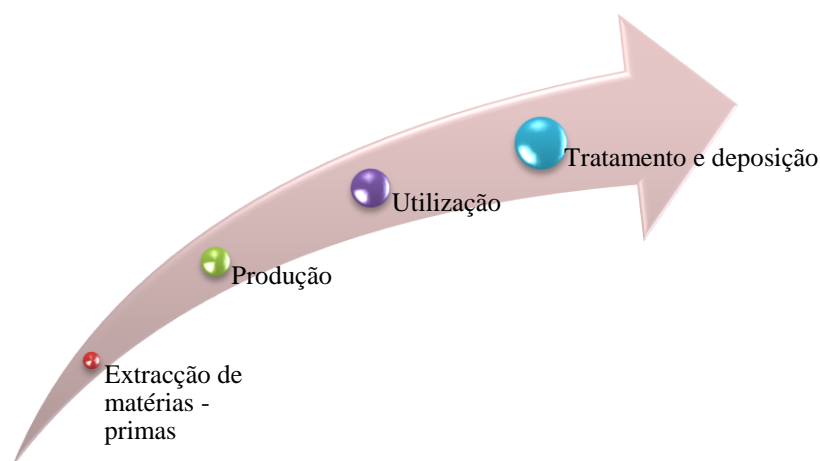 Tratamento e deposição
Utilização
Produção
Extracção de
matérias -
primas